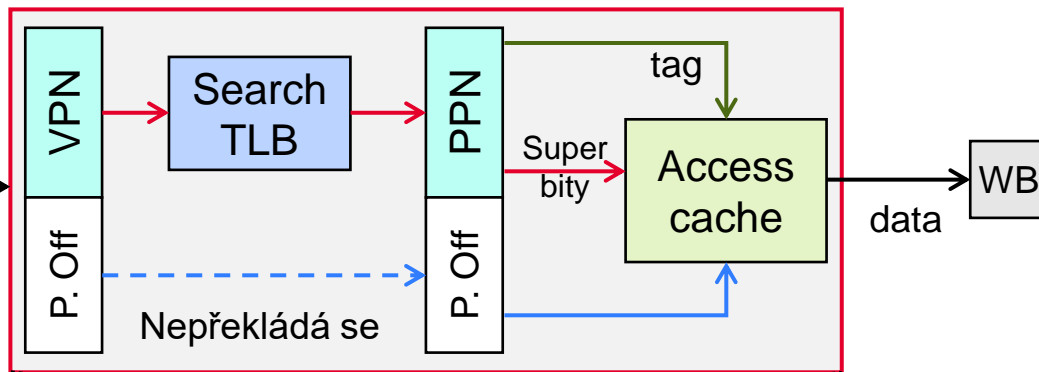 VPN
Search
TLB
PPN
tag
Super
bity
Access
cache
data
WB
P. Off
Nepřekládá se
P. Off